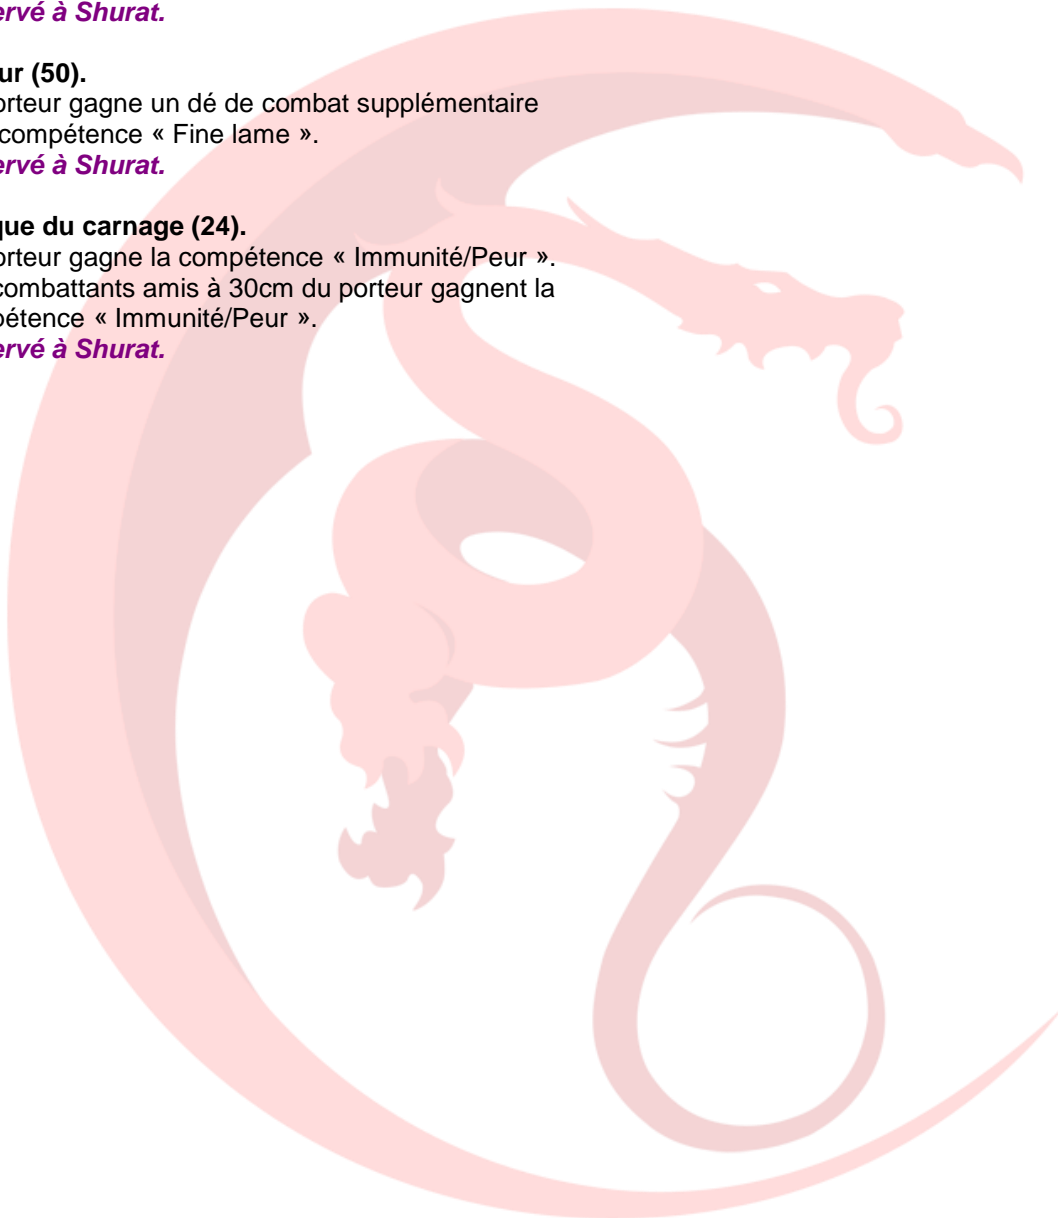 ervé à Shurat.
ur (50).
orteur gagne un dé de combat supplémentaire
compétence « Fine lame ».
ervé à Shurat.
que du carnage (24).
orteur gagne la compétence « Immunité/Peur ».
combattants amis à 30cm du porteur gagnent la
pétence « Immunité/Peur ».
ervé à Shurat.